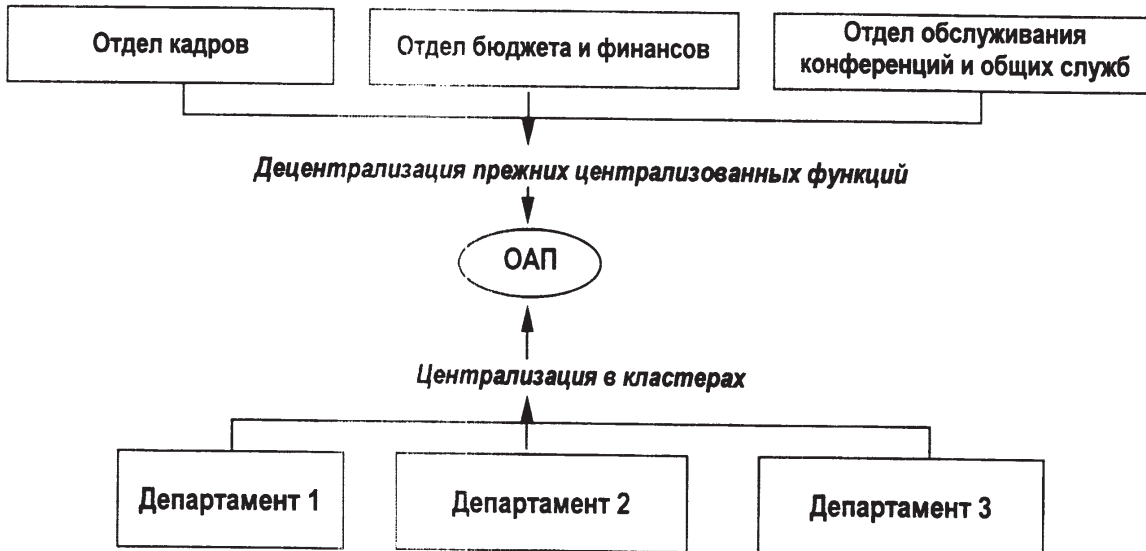 Отдел кадров
Отдел бюджета и финансов
Отдел обслуживания
конференций и общих служб
Децентрализация прежних централизованных функций
ОАП
Централизация в кластерах
Департамент 1
Департамент 2
Департамент 3